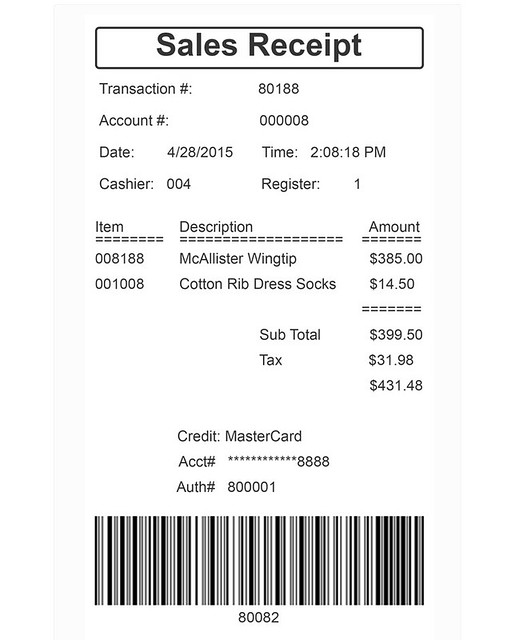 Sales Receipt
Transaction #: 80188
Account #: 000008
Date: 4/28/2015 Time: 2:08:18 PM
Cashier: 004 Register: 1
Item Description Amount
======== =================== =======
008188 McAllister Wingtip $385.00
001008 Cotton Rib Dress Socks $14.50
=======
Sub Total $399.50
Tax $31.98
$431.48
Credit: MasterCard
Acct# ************8888
Auth# 800001
80082